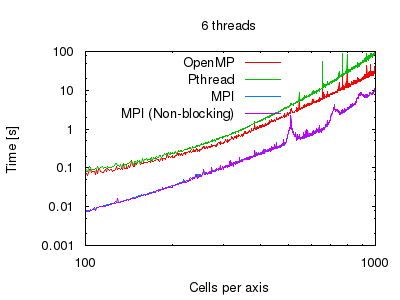 6 threads
100
10
1
0.1
0.01
0.001
Time [s]
OpenMP
Pthread
MPI
MPI (Non-blocking)
100
1000
Cells per axis